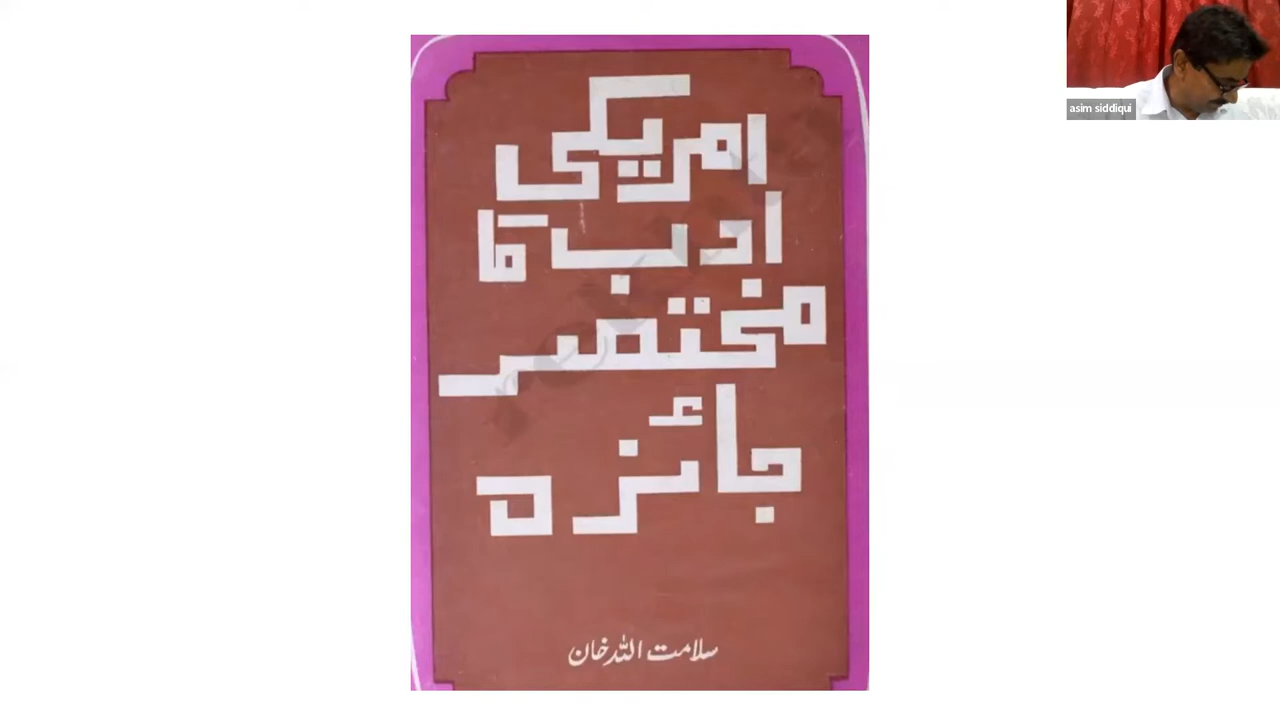 امریکی
ادب کا
مختصر
جائزہ
سلامت اللہ خان
asim siddiqui